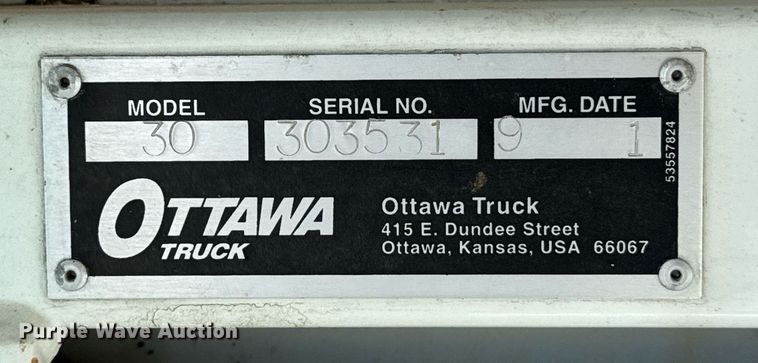 MODEL SERIAL NO. MFG. DATE
30 303531 9 1
53557824
OTTAWA
TRUCK
Ottawa Truck
415 E. Dundee Street
Ottawa, Kansas, USA 66067
Purple Wave Auction